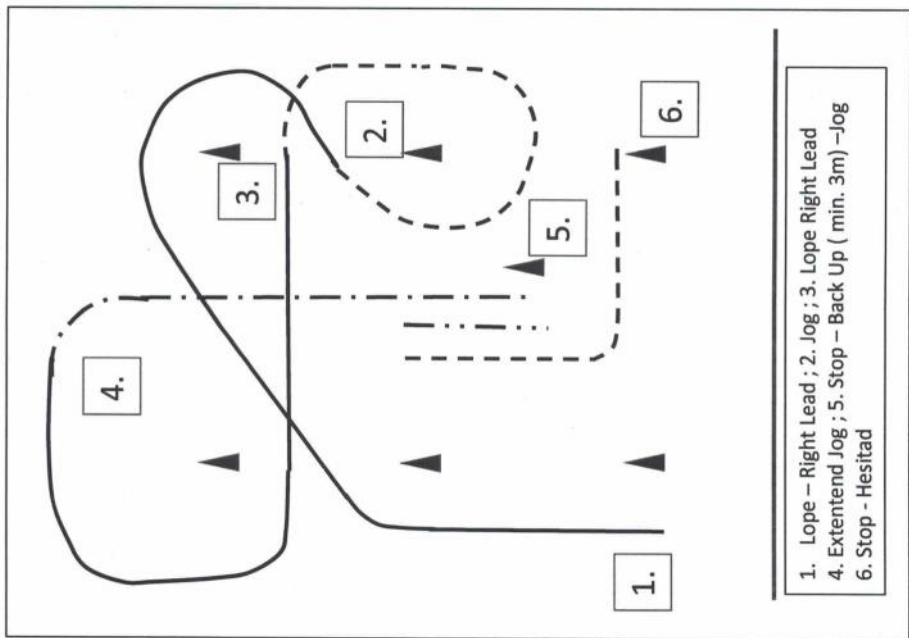 1.
2.
3.
4.
5.
6.
1. Lope – Right Lead ; 2. Jog ; 3. Lope Right Lead
4. Extentend Jog ; 5. Stop – Back Up ( min. 3m) –Jog
6. Stop - Hesitad